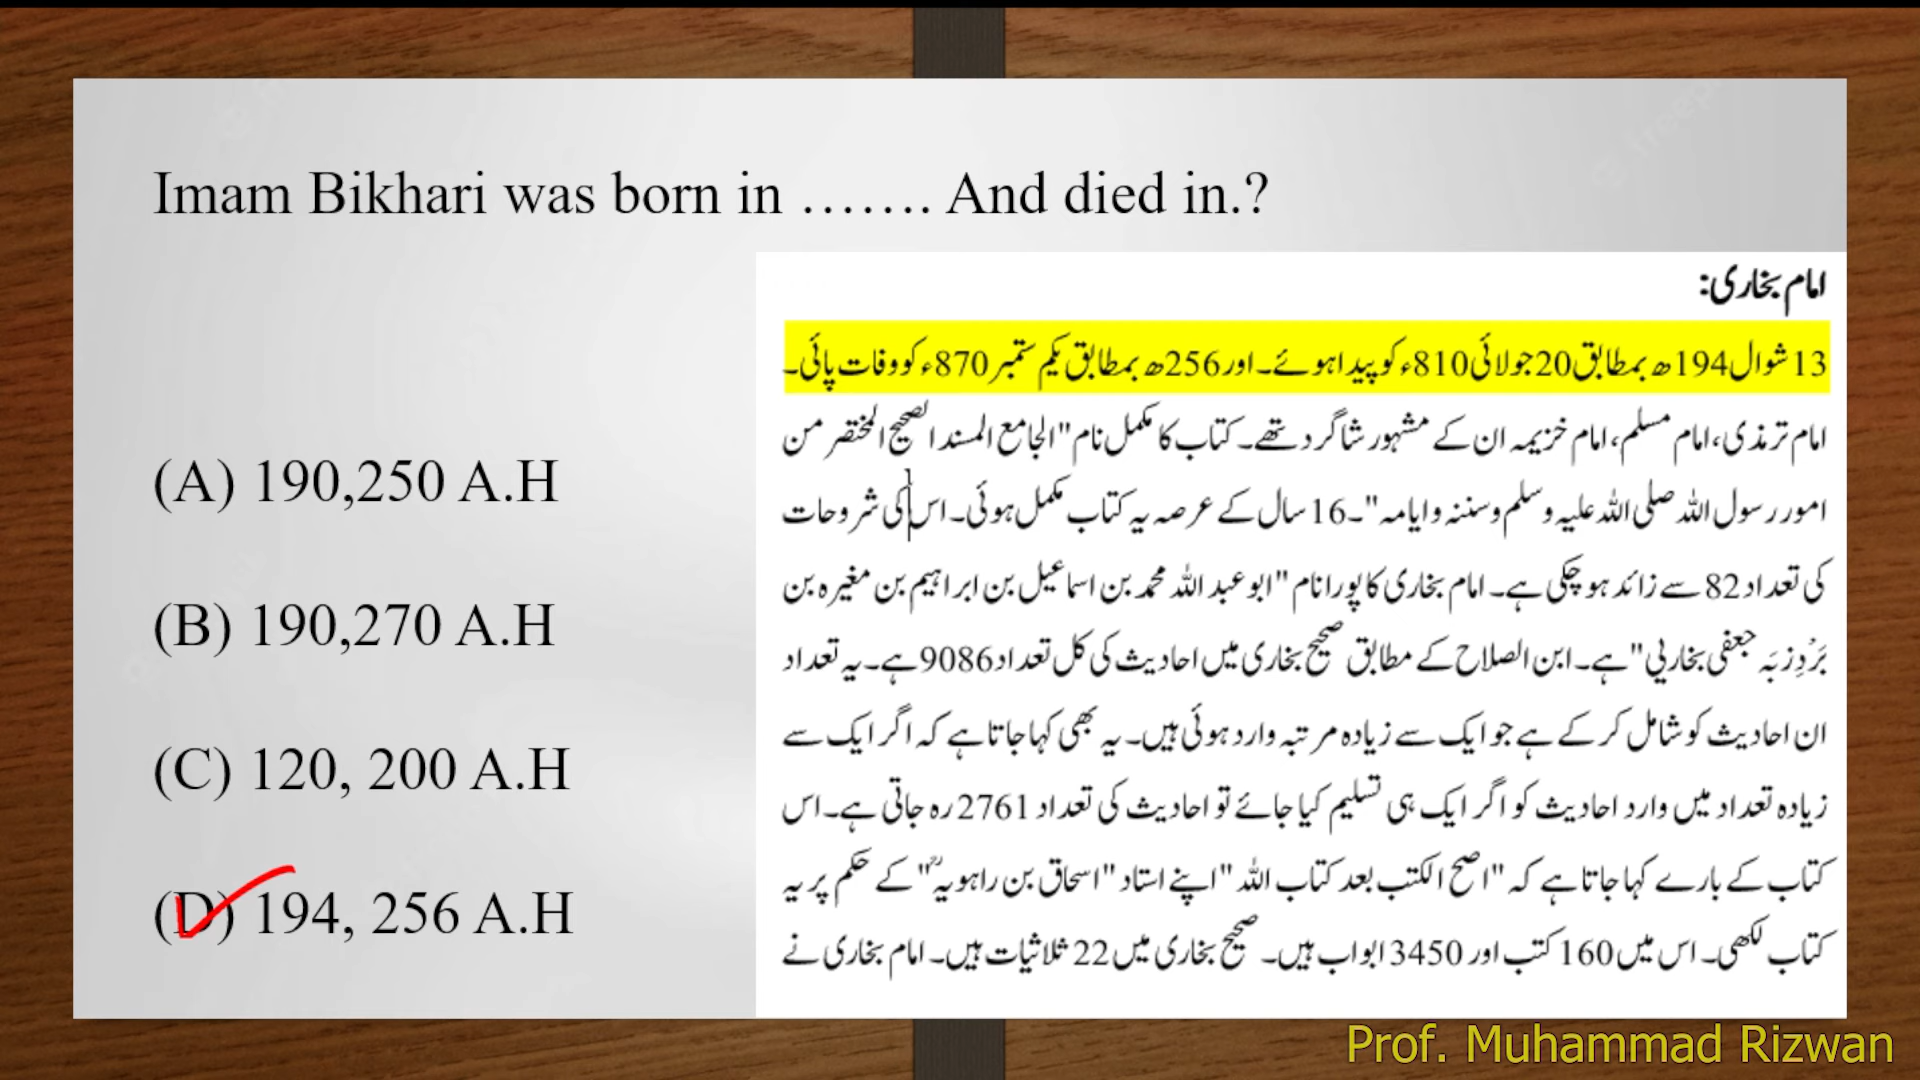 Imam Bikhari was born in ……. And died in.?
(A) 190,250 A.H
(B) 190,270 A.H
(C) 120, 200 A.H
(D) 194, 256 A.H
امام بخاری:
13 شوال 194ھ بمطابق 20 جولائی 810ء کو پیدا ہوئے۔ اور 256ھ بمطابق یکم ستمبر 870ء کو وفات پائی۔
امام ترمذی، امام مسلم، امام خزیمہ ان کے مشہور شاگرد تھے۔ کتاب کا مکمل نام "الجامع المسند الصحیح المختصر من
امور رسول اللہ صلی اللہ علیہ وسلم وسننہ وایامہ"۔ 16 سال کے عرصہ یہ کتاب مکمل ہوئی۔ اس کی شروحات
کی تعداد 82 سے زائد ہو چکی ہے۔ امام بخاری کا پورا نام "ابو عبد اللہ محمد بن اسماعیل بن ابراہیم بن مغیرہ بن
بَرْدِزبَہ جعفی بخاریی" ہے۔ ابن الصلاح کے مطابق صحیح بخاری میں احادیث کی کل تعداد 9086 ہے۔ یہ تعداد
ان احادیث کو شامل کر کے ہے جو ایک سے زیادہ مرتبہ وارد ہوئی ہیں۔ یہ بھی کہا جاتا ہے کہ اگر ایک سے
زیادہ تعداد میں وارد احادیث کو اگر ایک ہی تسلیم کیا جائے تو احادیث کی تعداد 2761 رہ جاتی ہے۔ اس
کتاب کے بارے کہا جاتا ہے کہ "اصح الکتب بعد کتاب اللہ "اپنے استاد "اسحاق بن راہویہؒ" کے حکم پر یہ
کتاب لکھی۔ اس میں 160 کتب اور 3450 ابواب ہیں۔ صحیح بخاری میں 22 ثلاثیات ہیں۔ امام بخاری نے
Prof. Muhammad Rizwan